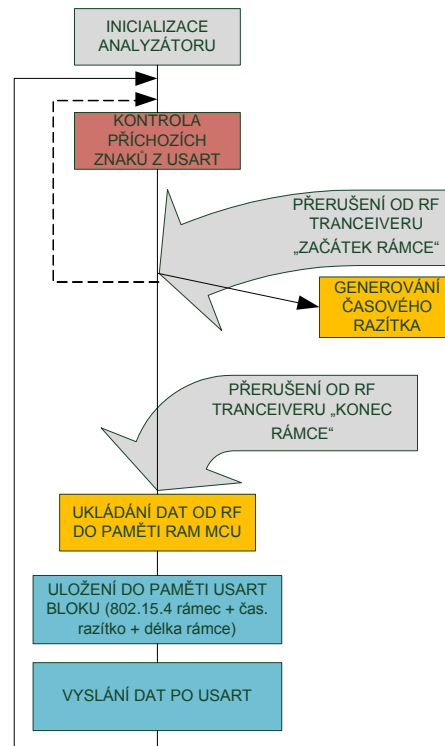 INICIALIZACE
ANALYZÁTORU
KONTROLA
PŘÍCHOZÍCH
ZNAKŮ Z USART
PŘERUŠENÍ OD RF
TRANCEIVERU
„ZAČÁTEK RÁMCE“
GENEROVÁNÍ
ČASOVÉHO
RAZÍTKA
PŘERUŠENÍ OD RF
TRANCEIVERU „KONEC
RÁMCE“
UKLÁDÁNÍ DAT OD RF
DO PAMĚTI RAM MCU
ULOŽENÍ DO PAMĚTI USART
BLOKU (802.15.4 rámec + čas.
razítko + délka rámce)
VYSLÁNÍ DAT PO USART